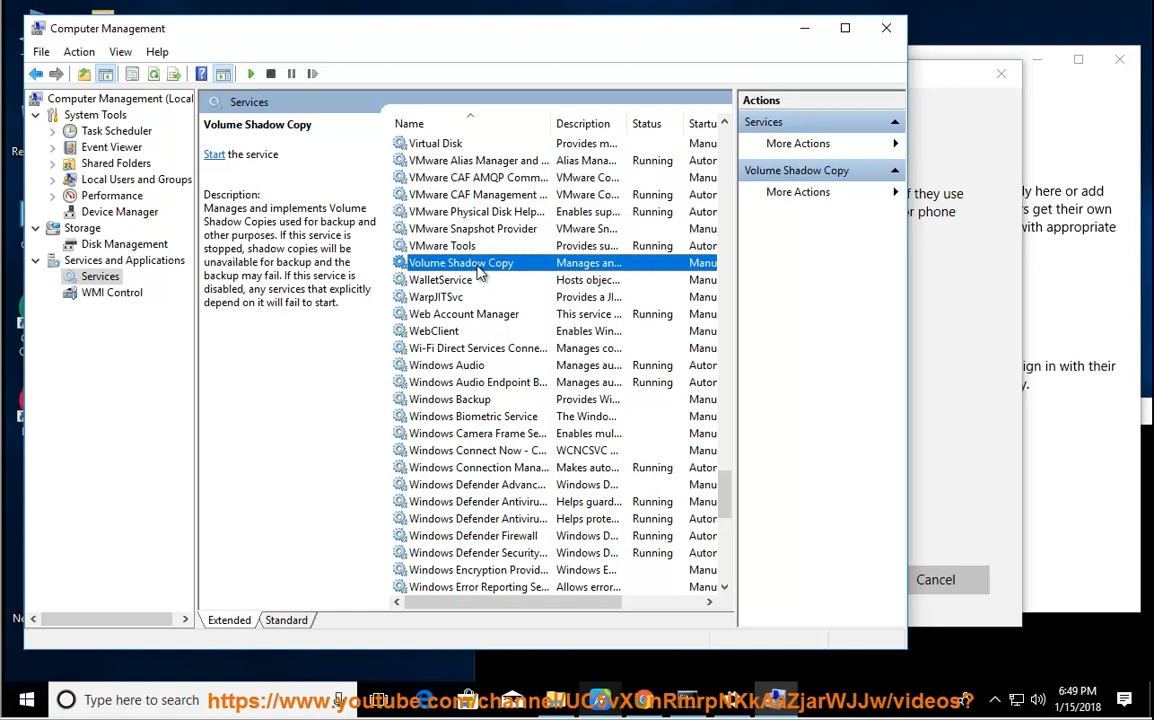 Computer Management
File Action View Help
Computer Management (Local
System Tools
Task Scheduler
Event Viewer
Shared Folders
Local Users and Groups
Performance
Device Manager
Storage
Disk Management
Services and Applications
Services
WMI Control
Services
Volume Shadow Copy
Start the service
Description:
Manages and implements Volume
Shadow Copies used for backup and
other purposes. If this service is
stopped, shadow copies will be
unavailable for backup and the
backup may fail. If this service is
disabled, any services that explicitly
depend on it will fail to start.
Name Description Status Startu
Virtual Disk Provides m... Manu
VMware Alias Manager and ... Alias Mana... Running Autor
VMware CAF AMQP Comm... VMware Co... Manu
VMware CAF Management ... VMware Co... Running Autor
VMware Physical Disk Help... Enables sup... Running Autor
VMware Snapshot Provider VMware Sn... Manu
VMware Tools Provides su... Running Autor
Volume Shadow Copy Manages an... Manu
WalletService Hosts objec... Manu
WarpJITSvc Provides a JI... Manu
Web Account Manager This service ... Running Manu
WebClient Enables Win... Manu
Wi-Fi Direct Services Conne... Manages co... Manu
Windows Audio Manages au... Running Autor
Windows Audio Endpoint B... Manages au... Running Autor
Windows Backup Provides Wi... Manu
Windows Biometric Service The Windo... Manu
Windows Camera Frame Se... Enables mul... Manu
Windows Connect Now - C... WCNCSVC ... Manu
Windows Connection Mana... Makes auto... Running Autor
Windows Defender Advanc... Windows D... Manu
Windows Defender Antiviru... Helps guard... Running Manu
Windows Defender Antiviru... Helps prote... Running Autor
Windows Defender Firewall Windows D... Running Autor
Windows Defender Security... Windows D... Running Autor
Windows Encryption Provid... Windows E... Manu
Windows Error Reporting Se... Allows error... Manu
Extended Standard
Actions
Services
More Actions
Volume Shadow Copy
More Actions
if they use
or phone
Cancel
ly here or add
rs get their own
with appropriate
ign in with their
y.
Type here to search
https://www.youtube.com/channel/UC6vX0nRmrpNXAdZjarWJJw/videos?
6:49 PM
1/15/2018